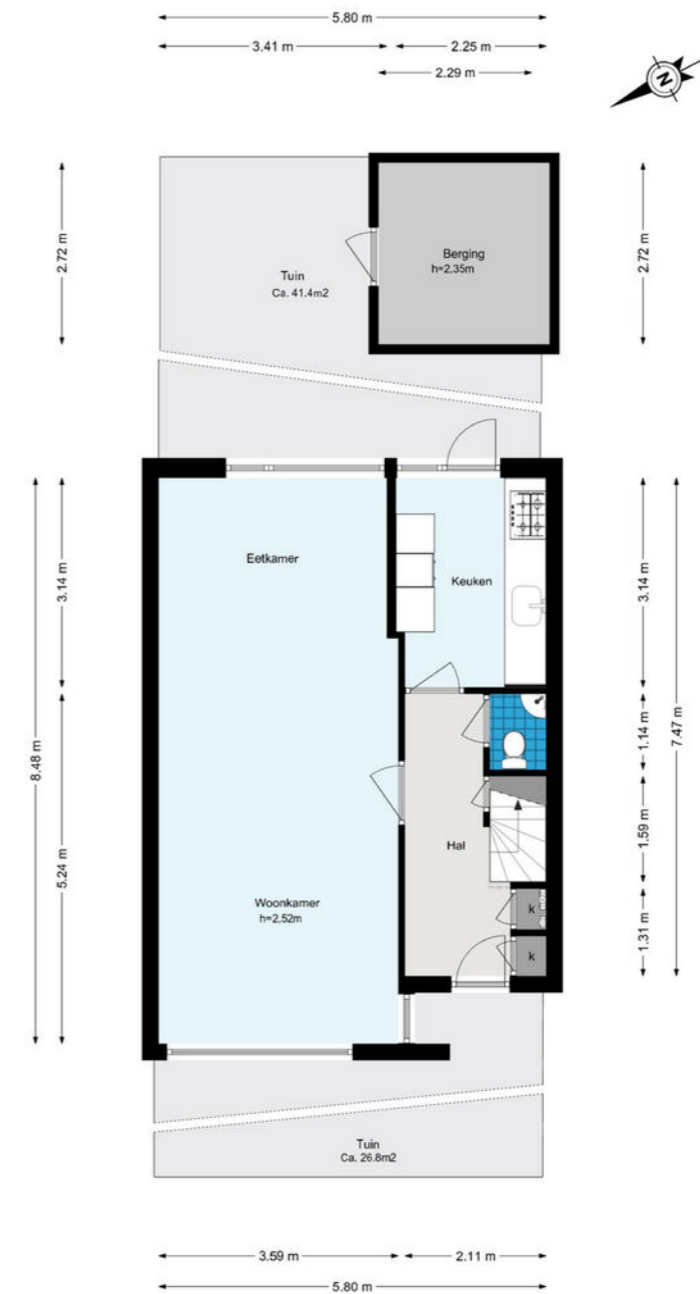 5.80 m
3.41 m
2.25 m
2.29 m
N
2.72 m
2.72 m
Berging
h=2,35m
Tuin
Ca. 41.4m2
Eetkamer
Keuken
3.14 m
3.14 m
8.48 m
5.24 m
1.14 m
7.47 m
1.59 m
1.31 m
Hal
Woonkamer
h=2,52m
k
k
Tuin
Ca. 26.8m2
3.59 m
2.11 m
5.80 m